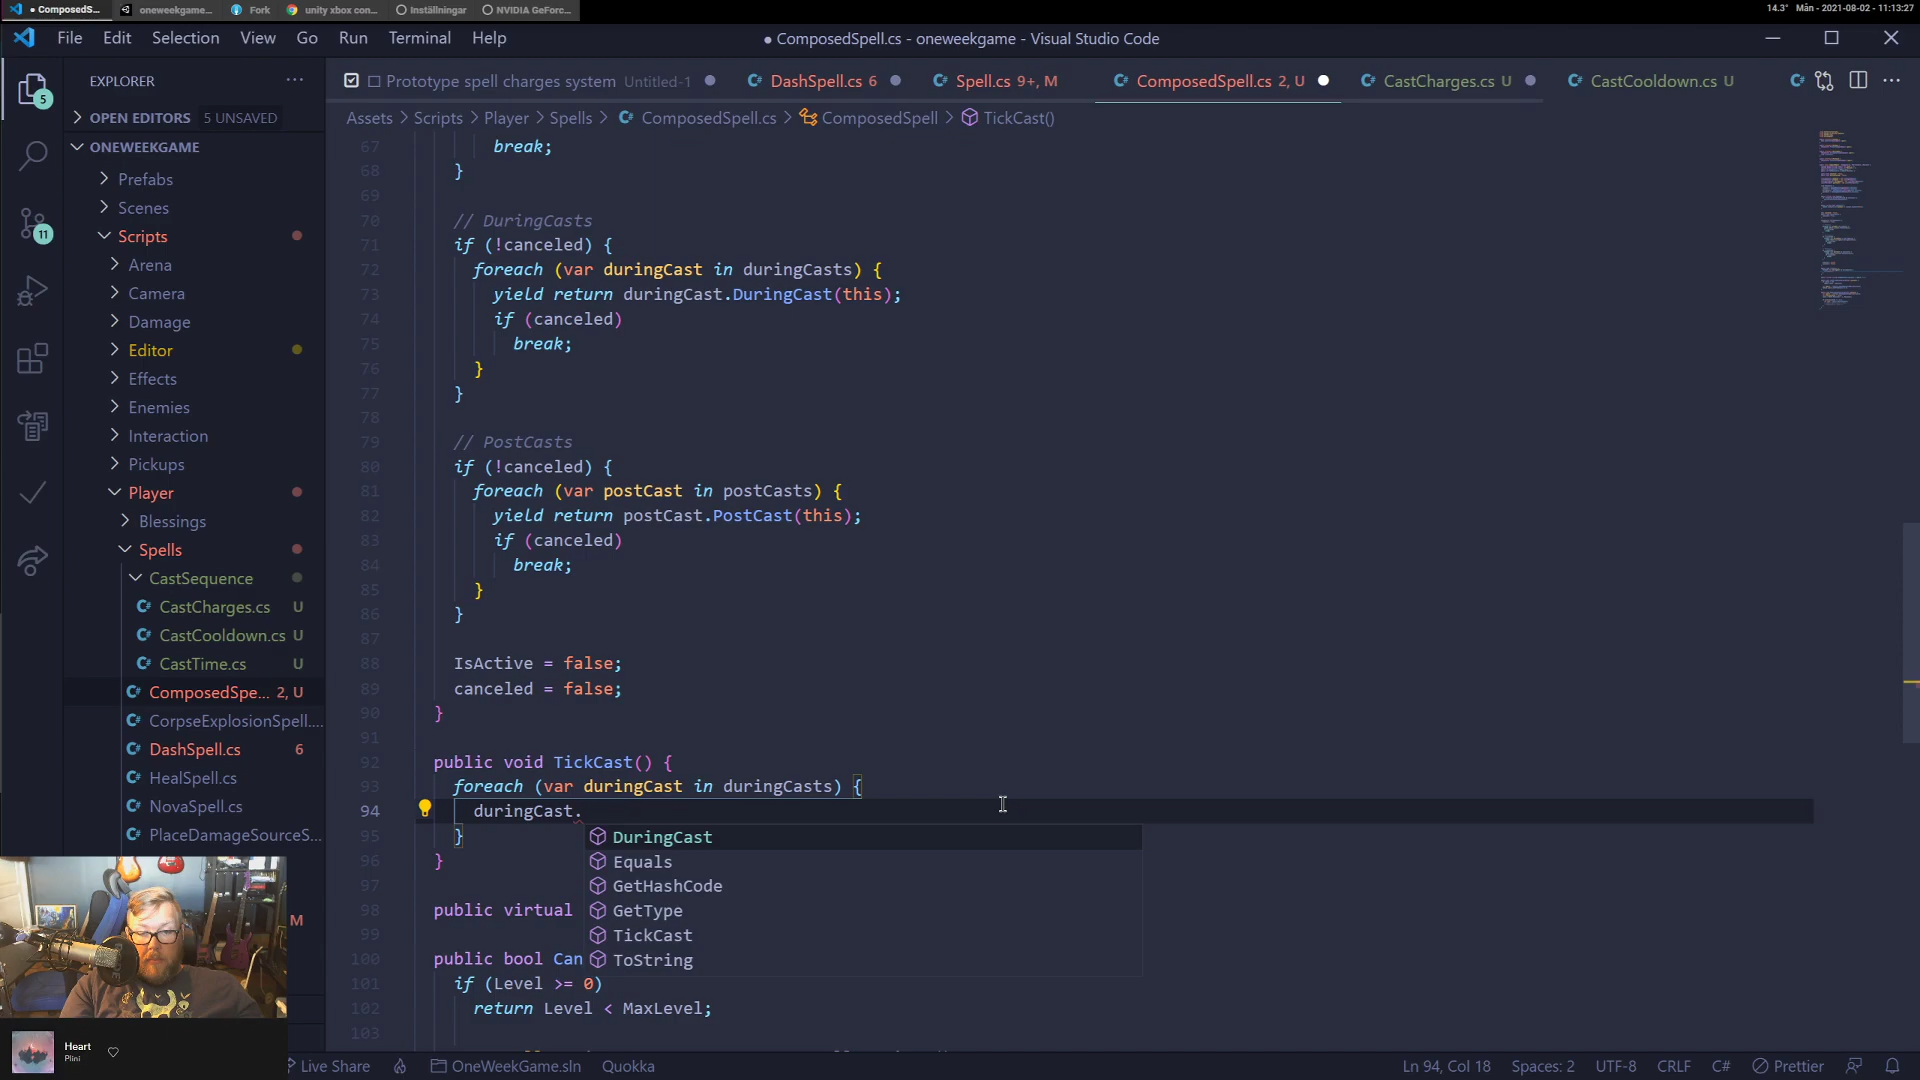 ComposedS...
oneweekgame...
Fork
unity xbox con...
Inställningar
NVIDIA GeForc...
14.3° Mån - 2021-08-02 - 11:13:27
File Edit Selection View Go Run Terminal Help
● ComposedSpell.cs - oneweekgame - Visual Studio Code
EXPLORER ...
Prototype spell charges system Untitled-1
DashSpell.cs 6
Spell.cs 9+, M
ComposedSpell.cs 2, U
CastCharges.cs U
CastCooldown.cs U
Assets > Scripts > Player > Spells > ComposedSpell.cs > ComposedSpell > TickCast()
5
11
OPEN EDITORS 5 UNSAVED
ONEWEEKGAME
Prefabs
Scenes
Scripts
Arena
Camera
Damage
Editor
Effects
Enemies
Interaction
Pickups
Player
Blessings
Spells
CastSequence
CastCharges.cs U
CastCooldown.cs U
CastTime.cs U
ComposedSpe... 2, U
CorpseExplosionSpell....
DashSpell.cs 6
HealSpell.cs
NovaSpell.cs
PlaceDamageSourceS...
M
67 break;
68 }
69
70 // DuringCasts
71 if (!canceled) {
72 foreach (var duringCast in duringCasts) {
73 yield return duringCast.DuringCast(this);
74 if (canceled)
75 break;
76 }
77 }
78
79 // PostCasts
80 if (!canceled) {
81 foreach (var postCast in postCasts) {
82 yield return postCast.PostCast(this);
83 if (canceled)
84 break;
85 }
86 }
87
88 IsActive = false;
89 canceled = false;
90 }
91
92 public void TickCast() {
93 foreach (var duringCast in duringCasts) {
94 duringCast.
95 }
96 }
97
98 public virtual
99
100 public bool Can
101 if (Level >= 0)
102 return Level < MaxLevel;
103
DuringCast
Equals
GetHashCode
GetType
TickCast
ToString
Heart
Plini
Live Share
OneWeekGame.sln
Quokka
Ln 94, Col 18
Spaces: 2
UTF-8
CRLF
C#
Prettier